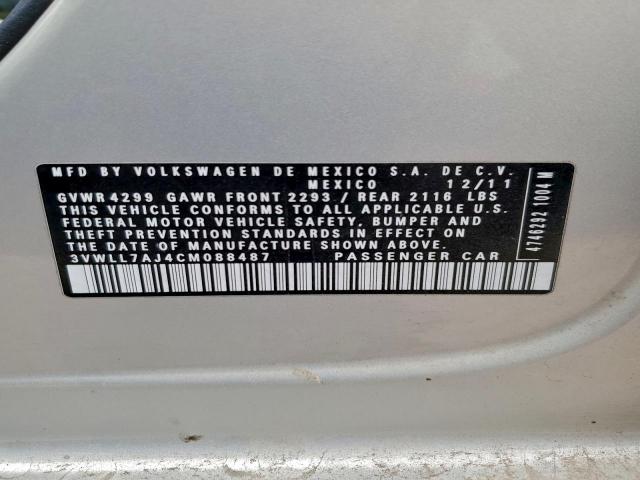 MFD BY VOLKSWAGEN DE MEXICO S.A. DE C.V.
MEXICO 12/11
GVWR 4299 GAWR FRONT 2293 / REAR 2116 LBS
THIS VEHICLE CONFORMS TO ALL APPLICABLE U.S.
FEDERAL MOTOR VEHICLE SAFETY, BUMPER AND
THEFT PREVENTION STANDARDS IN EFFECT ON
THE DATE OF MANUFACTURE SHOWN ABOVE.
3VWLL7AJ4CM088487 PASSENGER CAR
4746292 1004 M